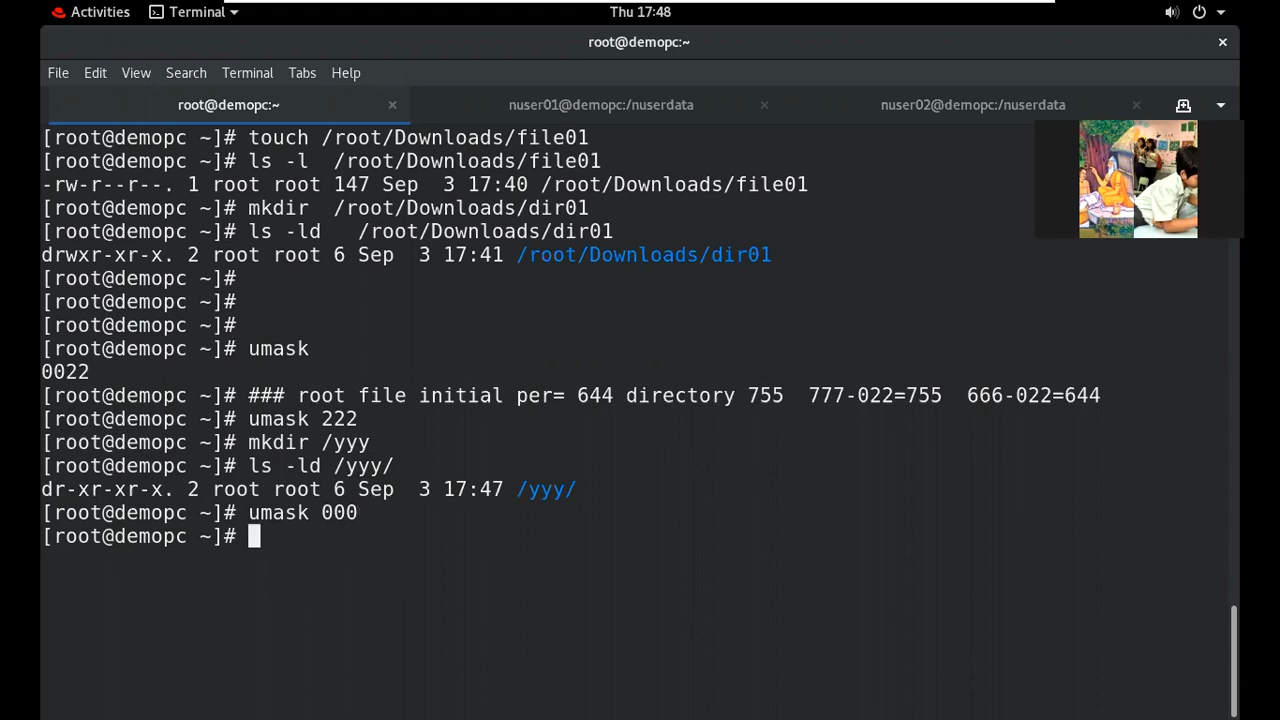 Activities Terminal Thu 17:48
root@demopc:~
File Edit View Search Terminal Tabs Help
root@demopc:~ nuser01@demopc:/nuserdata nuser02@demopc:/nuserdata
[root@demopc ~]# touch /root/Downloads/file01
[root@demopc ~]# ls -l  /root/Downloads/file01
-rw-r--r--. 1 root root 147 Sep  3 17:40 /root/Downloads/file01
[root@demopc ~]# mkdir  /root/Downloads/dir01
[root@demopc ~]# ls -ld   /root/Downloads/dir01
drwxr-xr-x. 2 root root 6 Sep  3 17:41 /root/Downloads/dir01
[root@demopc ~]#
[root@demopc ~]#
[root@demopc ~]#
[root@demopc ~]# umask
0022
[root@demopc ~]# ### root file initial per= 644 directory 755  777-022=755  666-022=644
[root@demopc ~]# umask 222
[root@demopc ~]# mkdir /yyy
[root@demopc ~]# ls -ld /yyy/
dr-xr-xr-x. 2 root root 6 Sep  3 17:47 /yyy/
[root@demopc ~]# umask 000
[root@demopc ~]#